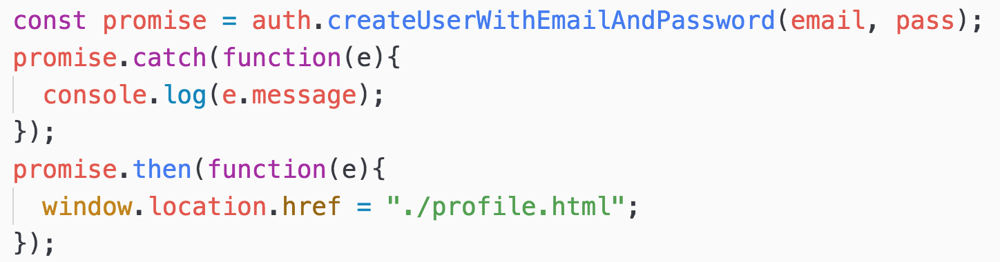 const promise = auth.createUserWithEmailAndPassword(email, pass);
promise.catch(function(e){
  console.log(e.message);
});
promise.then(function(e){
  window.location.href = "./profile.html";
});